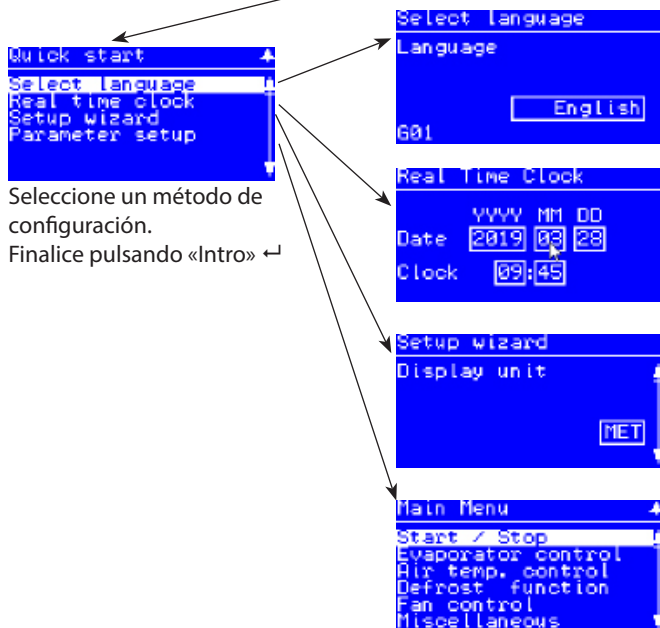 Quick start
Select language
Real time clock
Setup wizard
Parameter setup
Seleccione un método de
configuración.
Finalice pulsando «Intro» ↵
Select language
Language
English
G01
Real Time Clock
YYYY MM DD
Date 2019 03 28
Clock 09:45
Setup wizard
Display unit
MET
Main Menu
Start / Stop
Evaporator control
Air temp. control
Defrost function
Fan control
Miscellaneous